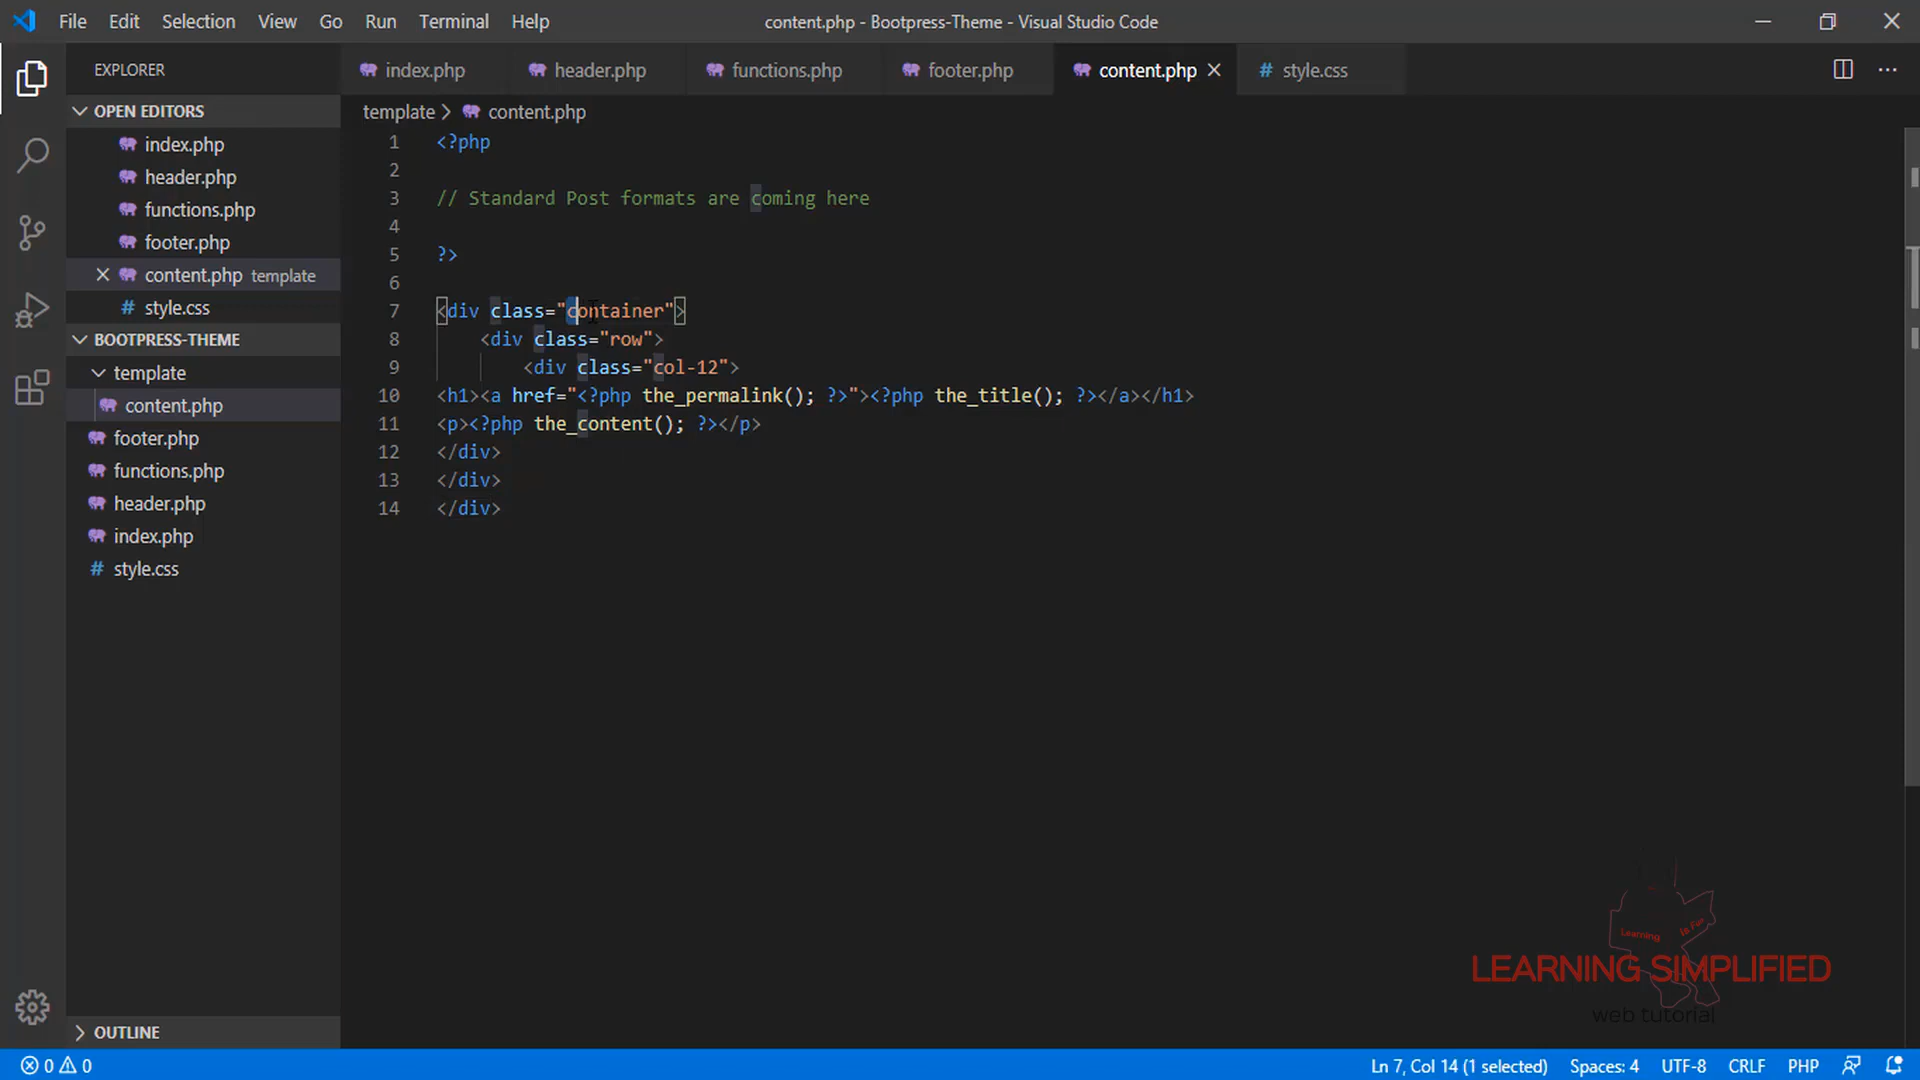 File Edit Selection View Go Run Terminal Help
content.php - Bootpress-Theme - Visual Studio Code
EXPLORER
index.php
header.php
functions.php
footer.php
content.php
# style.css
OPEN EDITORS
index.php
header.php
functions.php
footer.php
content.php template
# style.css
BOOTPRESS-THEME
template
content.php
footer.php
functions.php
header.php
index.php
# style.css
OUTLINE
template > content.php
1 <?php
2
3 // Standard Post formats are coming here
4
5 ?>
6
7 <div class="container">
8 <div class="row">
9 <div class="col-12">
10 <h1><a href="<?php the_permalink(); ?>"><?php the_title(); ?></a></h1>
11 <p><?php the_content(); ?></p>
12 </div>
13 </div>
14 </div>
Learning Is Fun
LEARNING SIMPLIFIED
web tutorial
0 0
Ln 7, Col 14 (1 selected) Spaces: 4 UTF-8 CRLF PHP